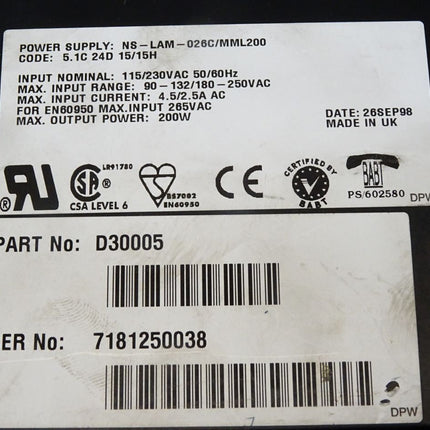 POWER SUPPLY: NS-LAM-026C/MML200
CODE: 5.1C 24D 15/15H
INPUT NOMINAL: 115/230VAC 50/60Hz
MAX. INPUT RANGE: 90-132/180-250VAC
MAX. INPUT CURRENT: 4.5/2.5A AC
FOR EN60950 MAX.INPUT 265VAC
MAX. OUTPUT POWER: 200W
DATE: 26SEP98
MADE IN UK
LR91780
CSA LEVEL 6
BS7002
EN60950
CE
CERTIFIED BY
BABT
BABT
PS/602580
DPW
PART No: D30005
ER No: 7181250038
DPW